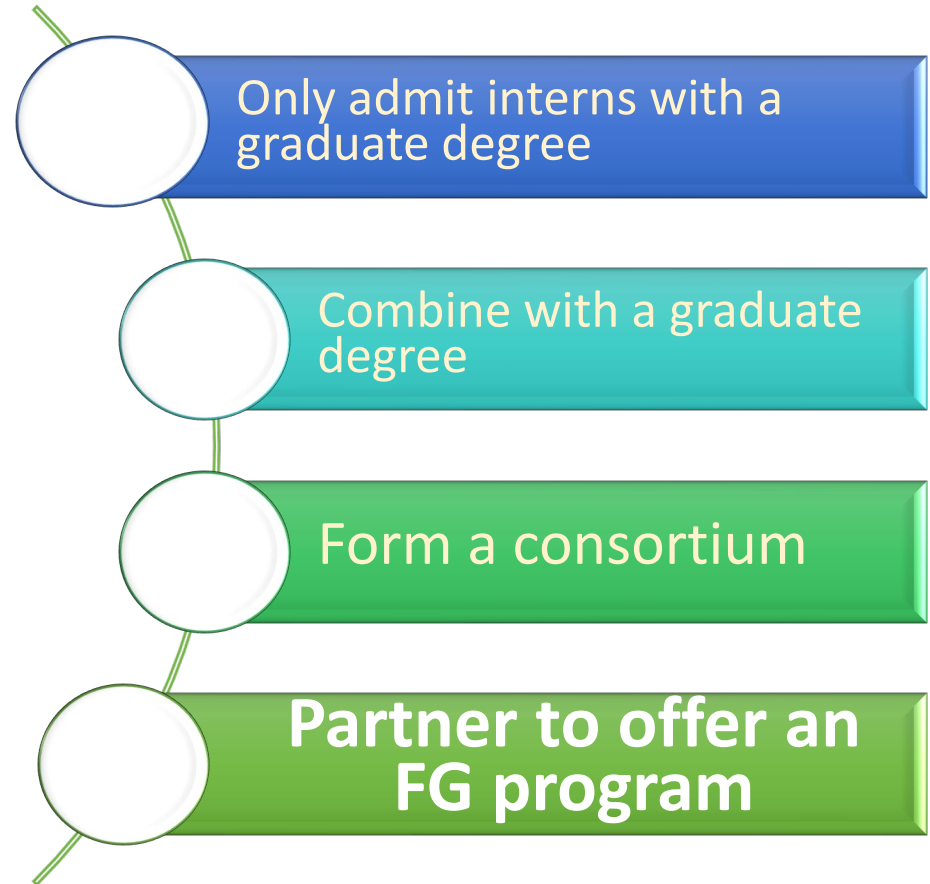 Only admit interns with a
graduate degree
Combine with a graduate
degree
Form a consortium
Partner to offer an
FG program